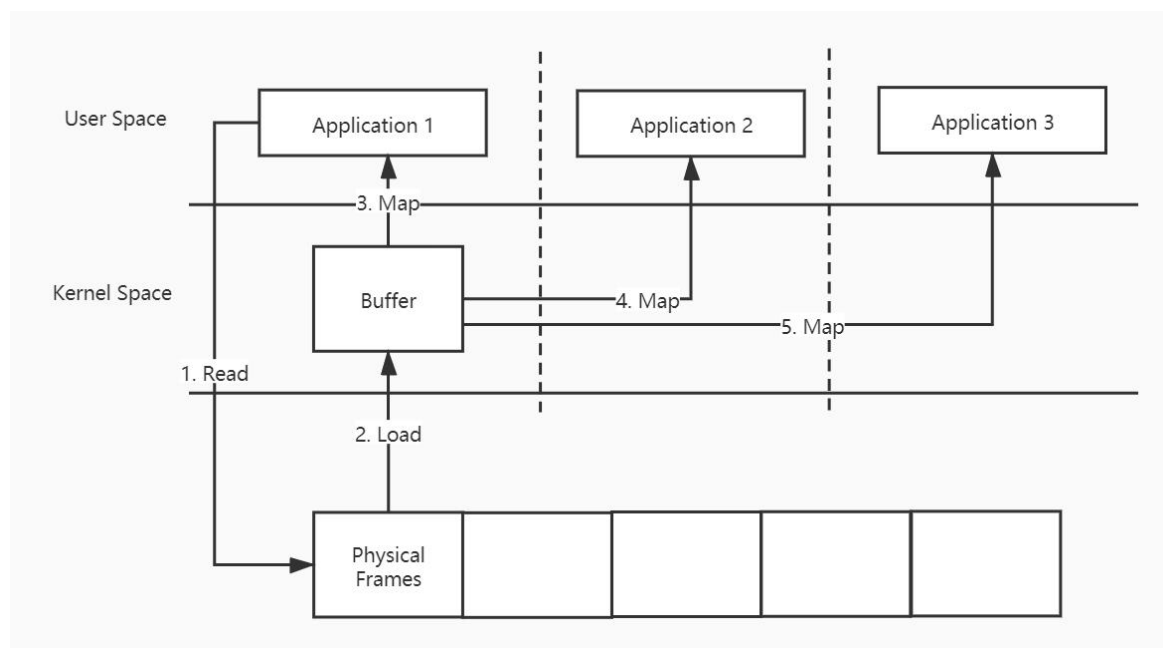 User Space
Application 1
Application 2
Application 3
3. Map
Kernel Space
Buffer
4. Map
5. Map
1. Read
2. Load
Physical
Frames